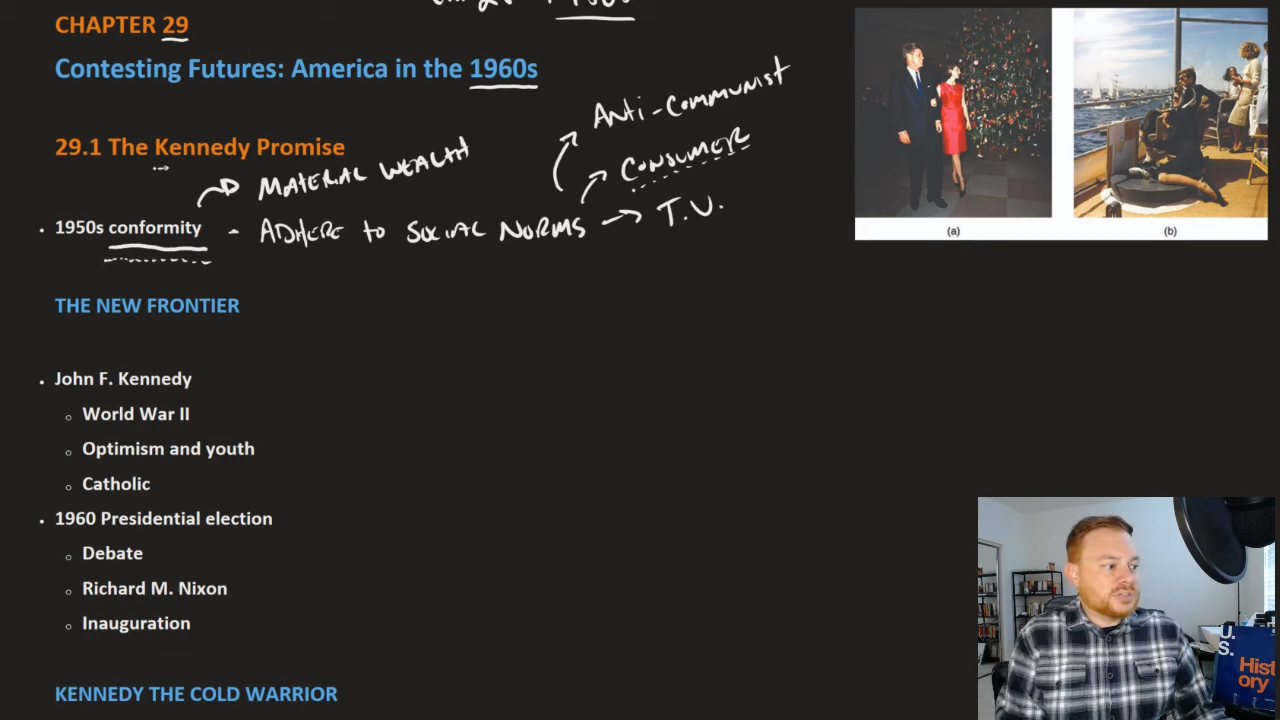 CHAPTER 29
Contesting Futures: America in the 1960s
29.1 The Kennedy Promise
ANTI-COMMUNIST
CONSUMER
MATERIAL WEALTH
• 1950s conformity - ADHERE TO SOCIAL NORMS → T.V.
(a) (b)
THE NEW FRONTIER
• John F. Kennedy
○ World War II
○ Optimism and youth
○ Catholic
• 1960 Presidential election
○ Debate
○ Richard M. Nixon
○ Inauguration
KENNEDY THE COLD WARRIOR
U.
S.
Hist
ory